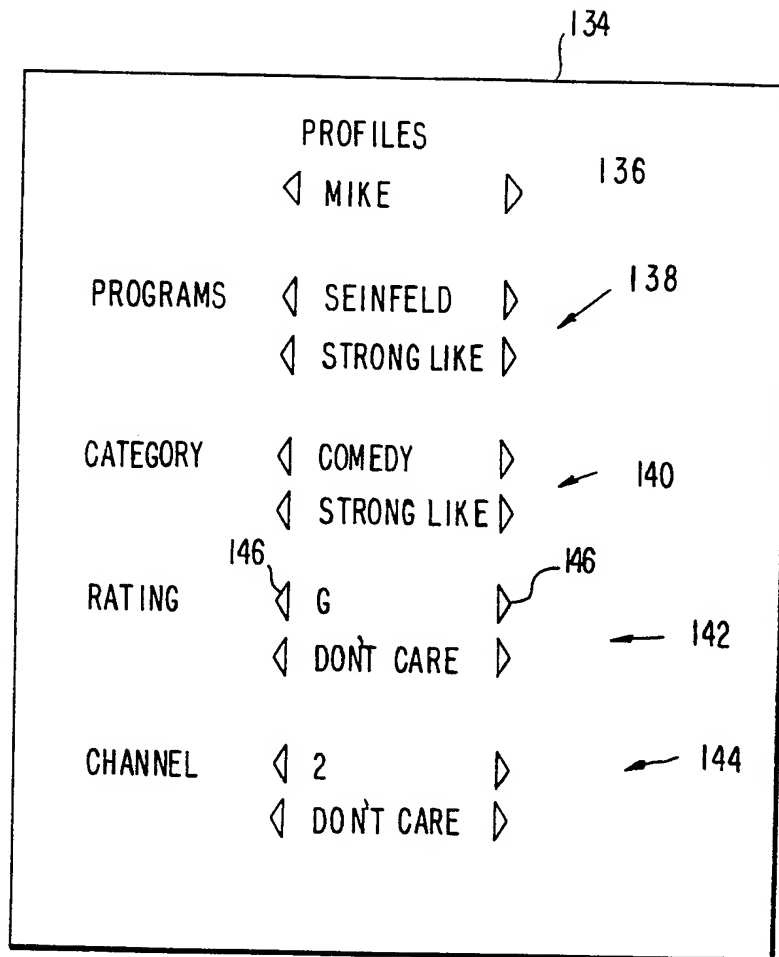 134
PROFILES
MIKE 136
PROGRAMS SEINFELD 138
STRONG LIKE
CATEGORY COMEDY 140
STRONG LIKE
146 146
RATING G
DON'T CARE 142
CHANNEL 2 144
DON'T CARE